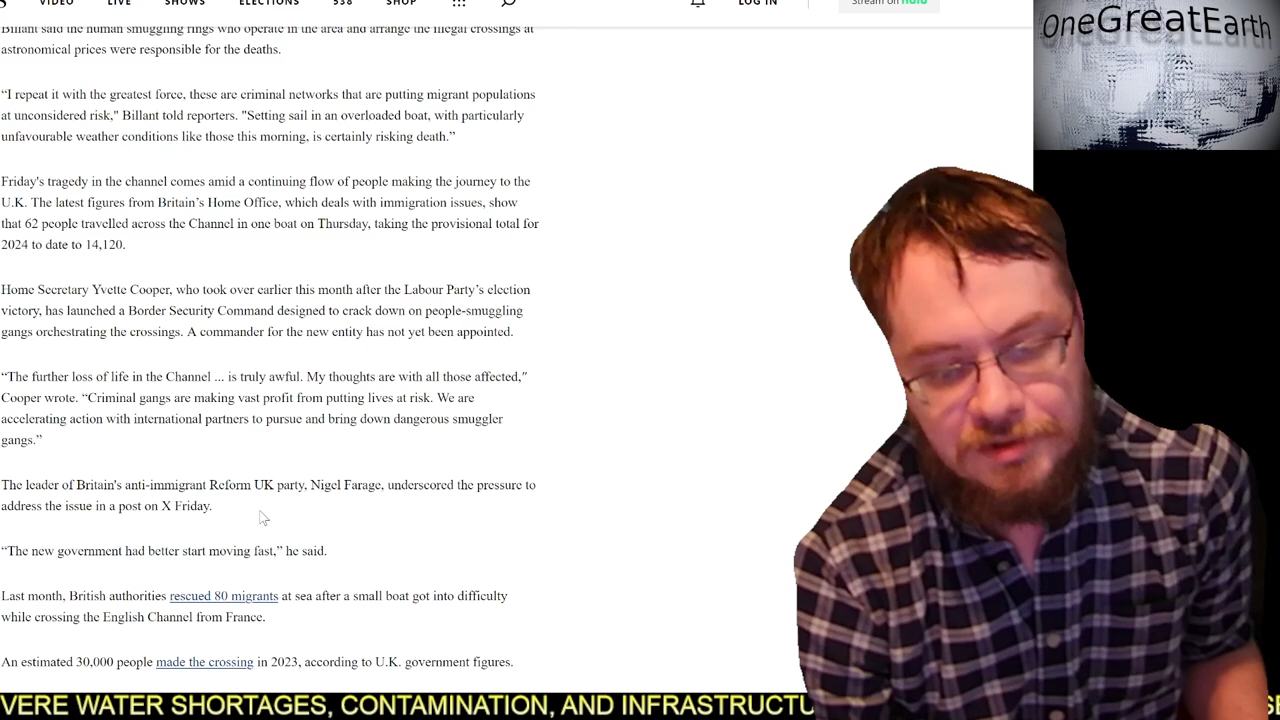 VIDEO LIVE SHOWS ELECTIONS 538 SHOP LOG IN Stream on hulu
OneGreatEarth
Billant said the human smuggling rings who operate in the area and arrange the illegal crossings at
astronomical prices were responsible for the deaths.
“I repeat it with the greatest force, these are criminal networks that are putting migrant populations
at unconsidered risk," Billant told reporters. "Setting sail in an overloaded boat, with particularly
unfavourable weather conditions like those this morning, is certainly risking death.”
Friday's tragedy in the channel comes amid a continuing flow of people making the journey to the
U.K. The latest figures from Britain’s Home Office, which deals with immigration issues, show
that 62 people travelled across the Channel in one boat on Thursday, taking the provisional total for
2024 to date to 14,120.
Home Secretary Yvette Cooper, who took over earlier this month after the Labour Party’s election
victory, has launched a Border Security Command designed to crack down on people-smuggling
gangs orchestrating the crossings. A commander for the new entity has not yet been appointed.
“The further loss of life in the Channel ... is truly awful. My thoughts are with all those affected,″
Cooper wrote. “Criminal gangs are making vast profit from putting lives at risk. We are
accelerating action with international partners to pursue and bring down dangerous smuggler
gangs.”
The leader of Britain's anti-immigrant Reform UK party, Nigel Farage, underscored the pressure to
address the issue in a post on X Friday.
“The new government had better start moving fast,” he said.
Last month, British authorities rescued 80 migrants at sea after a small boat got into difficulty
while crossing the English Channel from France.
An estimated 30,000 people made the crossing in 2023, according to U.K. government figures.
VERE WATER SHORTAGES, CONTAMINATION, AND INFRASTRUCTU